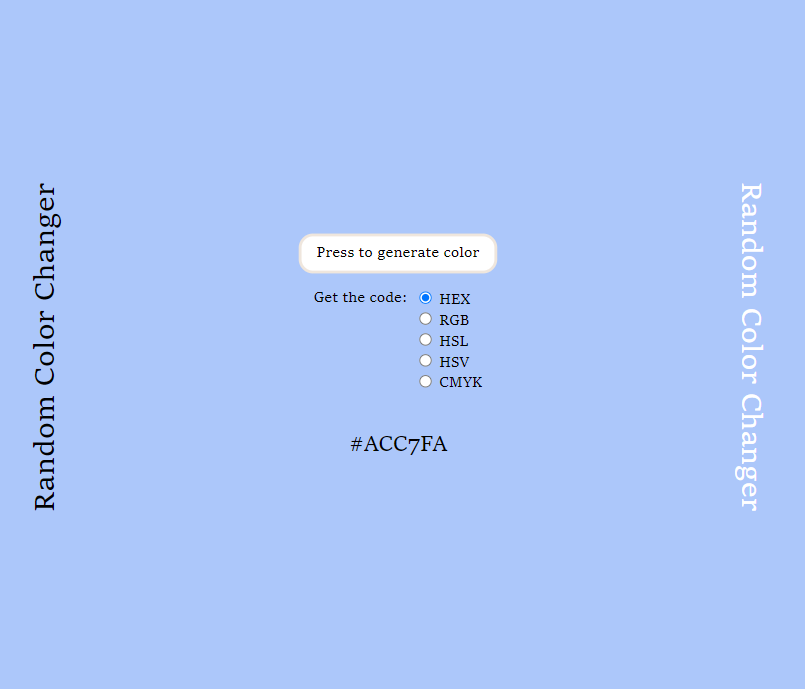 Random Color Changer
Press to generate color
Get the code:
HEX
RGB
HSL
HSV
CMYK
#ACC7FA
Random Color Changer